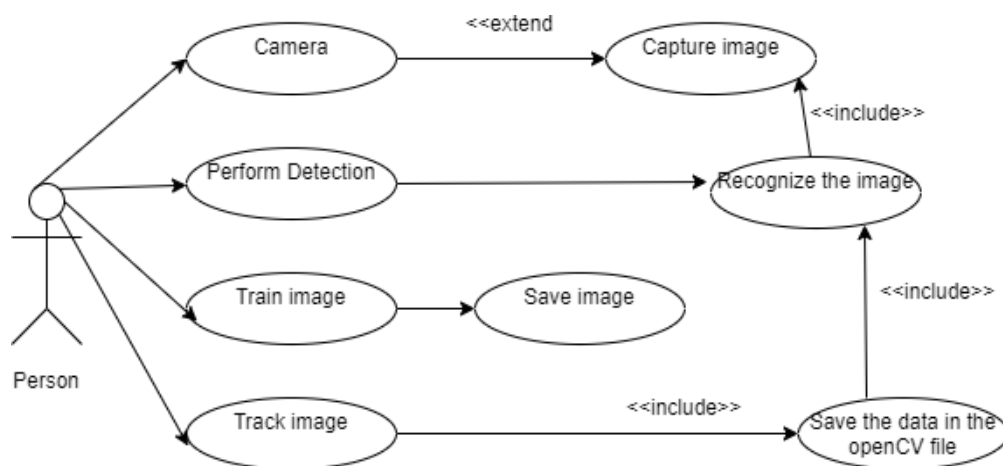 <<extend
Camera
Capture image
<<include>>
Perform Detection
Recognize the image
Train image
Save image
<<include>>
Person
Track image
<<include>>
Save the data in the
openCV file